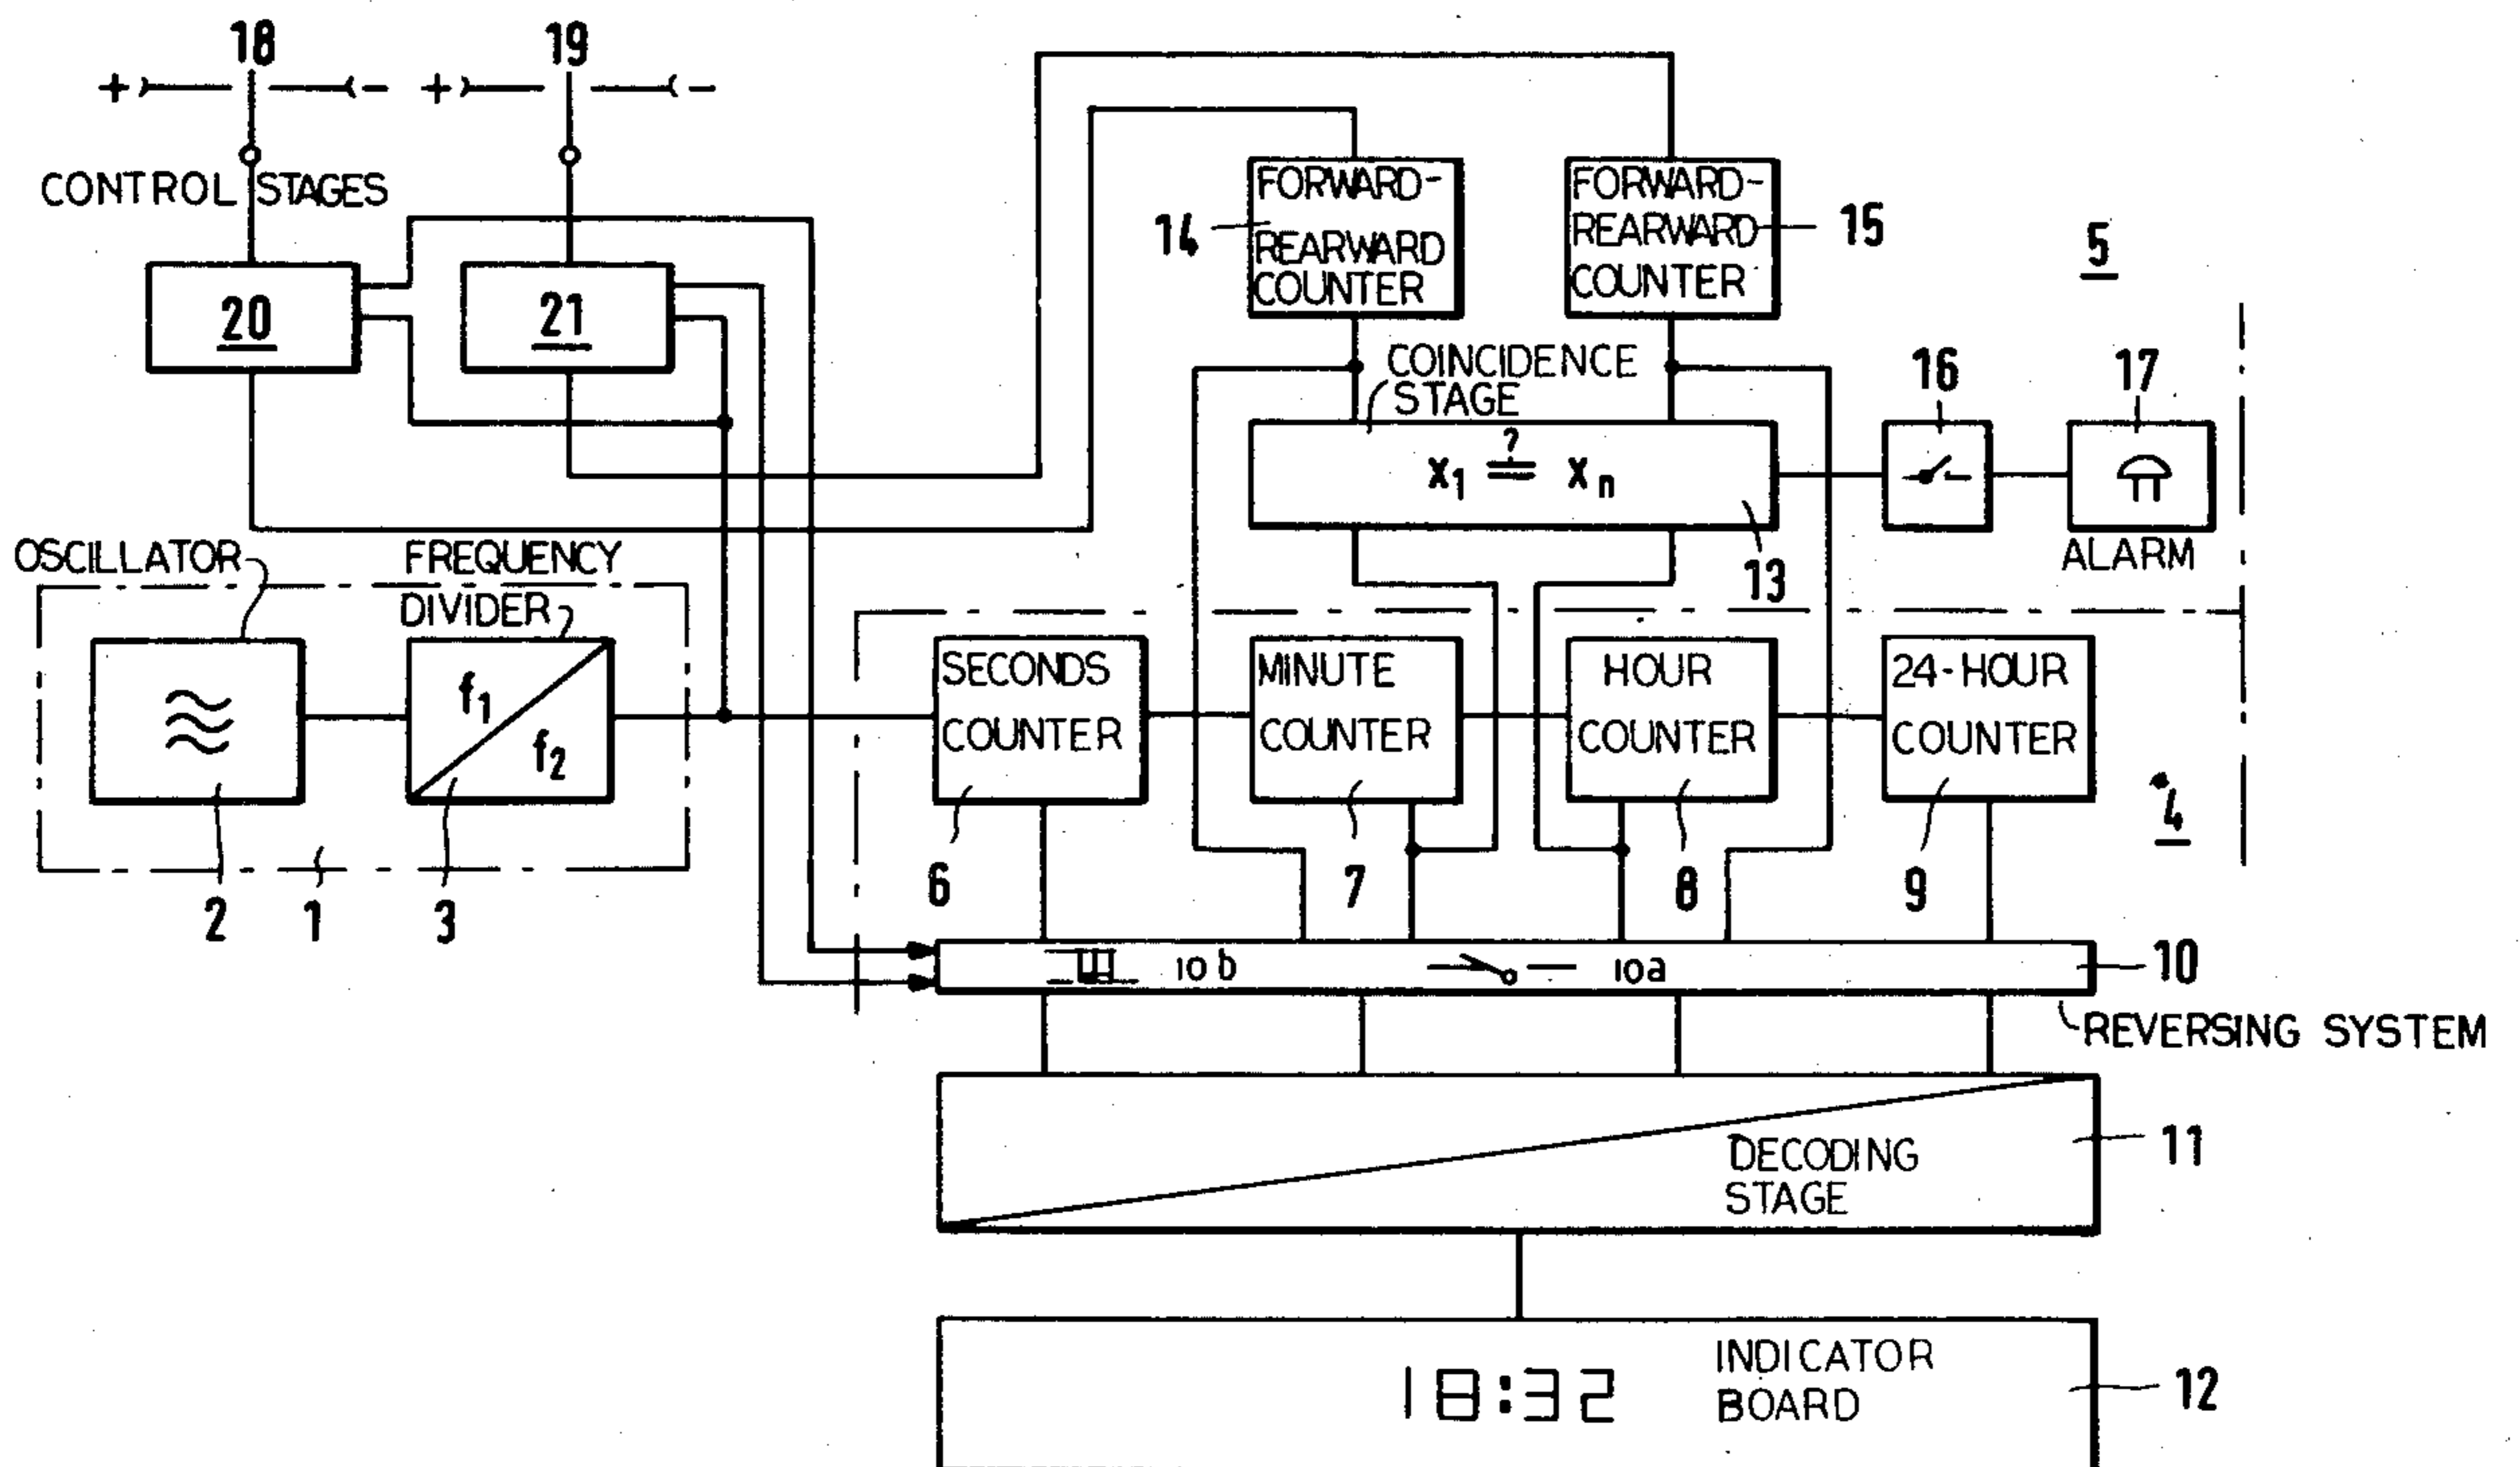 18
19
+ -
+ -
CONTROL STAGES
20
21
14
FORWARD-
REARWARD
COUNTER
FORWARD-
REARWARD
COUNTER
15
5
COINCIDENCE
STAGE
16
17
x1 ?= xn
13
ALARM
OSCILLATOR
FREQUENCY
DIVIDER
f1
f2
2
1
3
SECONDS
COUNTER
MINUTE
COUNTER
HOUR
COUNTER
24-HOUR
COUNTER
4
6
7
8
9
10b
10a
10
REVERSING SYSTEM
DECODING
STAGE
11
18:32
INDICATOR
BOARD
12